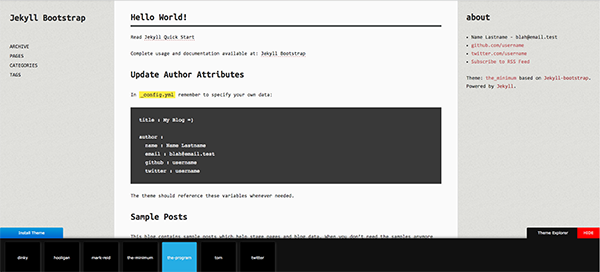 Jekyll Bootstrap
ARCHIVE
PAGES
CATEGORIES
TAGS
Hello World!
Read Jekyll Quick Start
Complete usage and documentation available at: Jekyll Bootstrap
Update Author Attributes
In _config.yml remember to specify your own data:
title : My Blog =)
author :
name : Name Lastname
email : blah@email.test
github : username
twitter : username
The theme should reference these variables whenever needed.
Sample Posts
This blog contains sample posts which help stage pages and blog data. When you don't need the samples anymore
about
• Name Lastname - blah@email.test
• github.com/username
• twitter.com/username
• Subscribe to RSS Feed
Theme: the_minimum based on Jekyll-bootstrap.
Powered by Jekyll.
Install Theme
Theme Explorer
HIDE
dinky
hooligan
mark-reid
the-minimum
the-program
tom
twitter